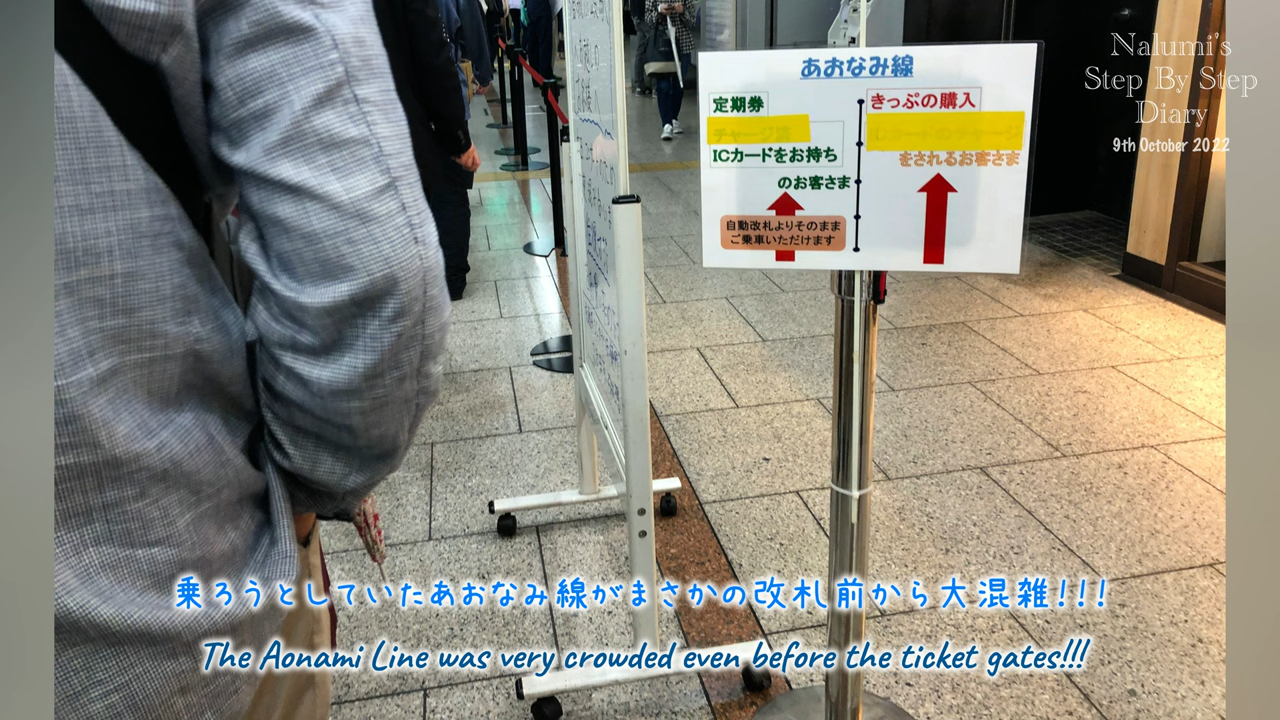 Nalumi's
Step By Step
Diary
9th October 2022
あおなみ線
定期券
チャージ済
ICカードをお持ち
のお客さま
自動改札よりそのまま
ご乗車いただけます
きっぷの購入
をされるお客さま
乗ろうとしていたあおなみ線がまさかの改札前から大混雑!!!
The Aonami Line was very crowded even before the ticket gates!!!